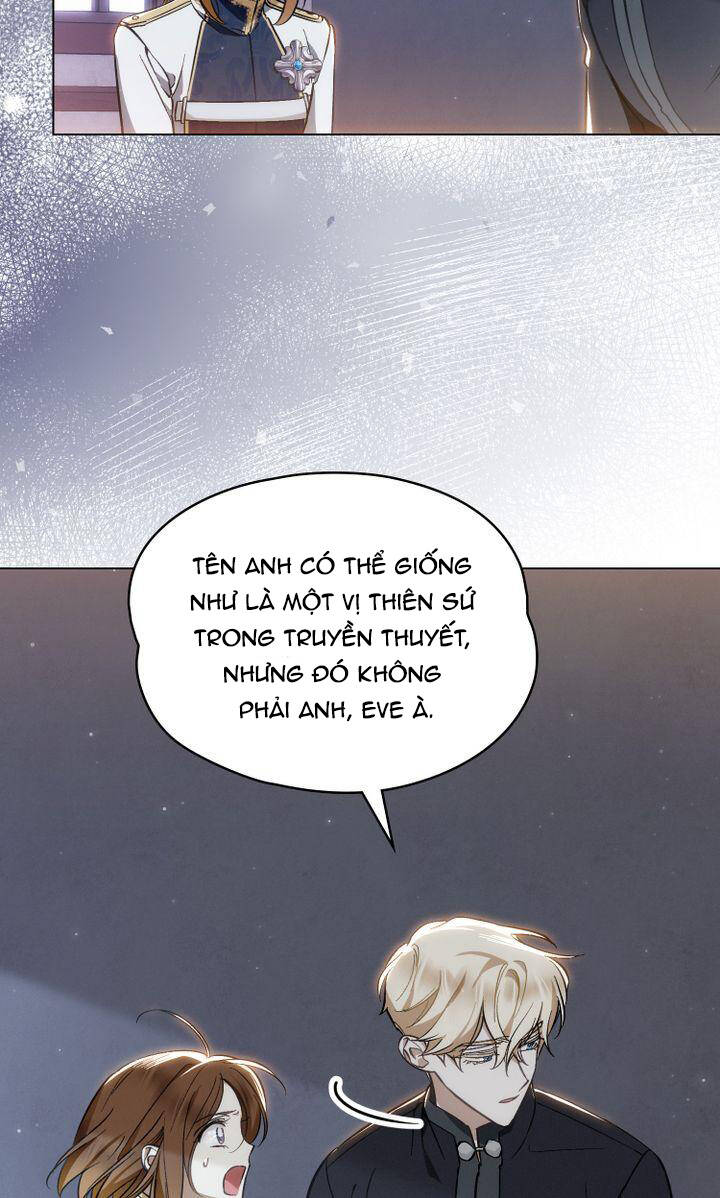 TÊN ANH CÓ THỂ GIỐNG
NHƯ LÀ MỘT VỊ THIÊN SỨ
TRONG TRUYỀN THUYẾT,
NHƯNG ĐÓ KHÔNG
PHẢI ANH, EVE À.